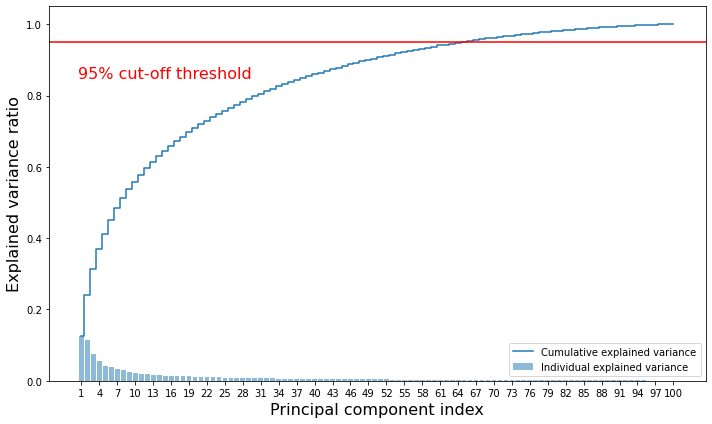 1.0
0.8
0.6
0.4
0.2
0.0
Explained variance ratio
95% cut-off threshold
Cumulative explained variance
Individual explained variance
1 4 7 10 13 16 19 22 25 28 31 34 37 40 43 46 49 52 55 58 61 64 67 70 73 76 79 82 85 88 91 94 97 100
Principal component index